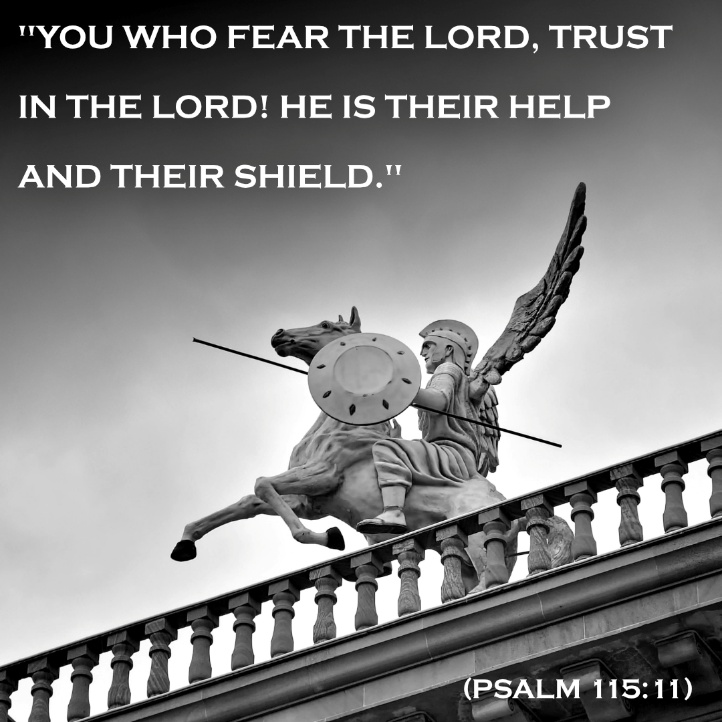 "YOU WHO FEAR THE LORD, TRUST
IN THE LORD! HE IS THEIR HELP
AND THEIR SHIELD."
(PSALM 115:11)